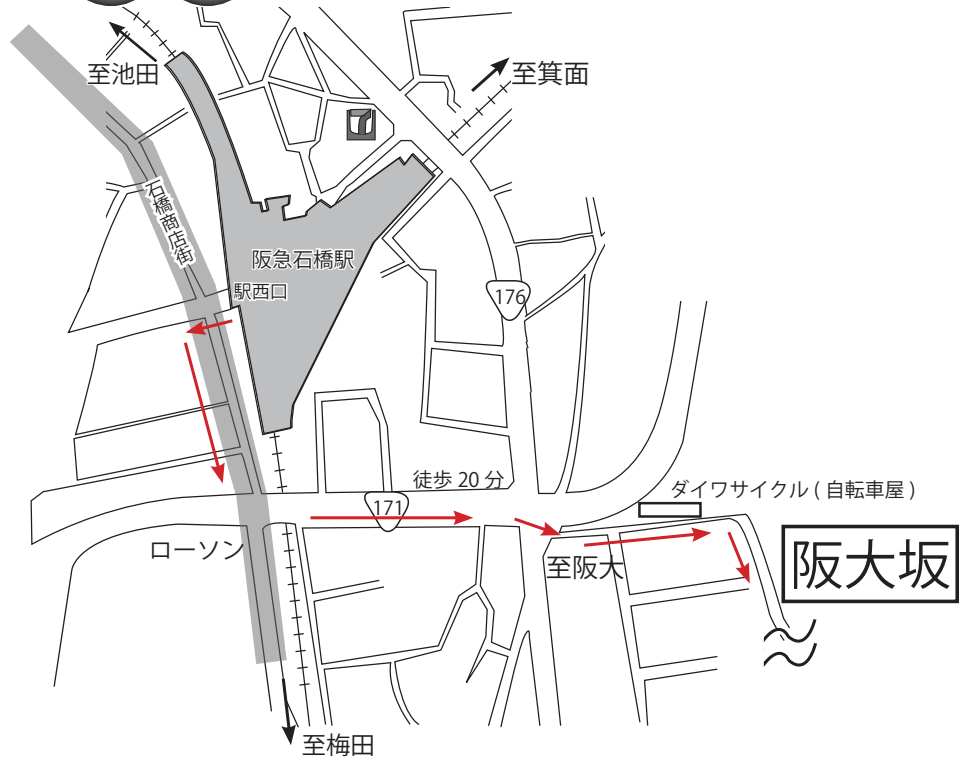 至池田
至箕面
石橋商店街
阪急石橋駅
駅西口
176
徒歩 20 分
171
ダイワサイクル ( 自転車屋 )
ローソン
至阪大
阪大坂
至梅田